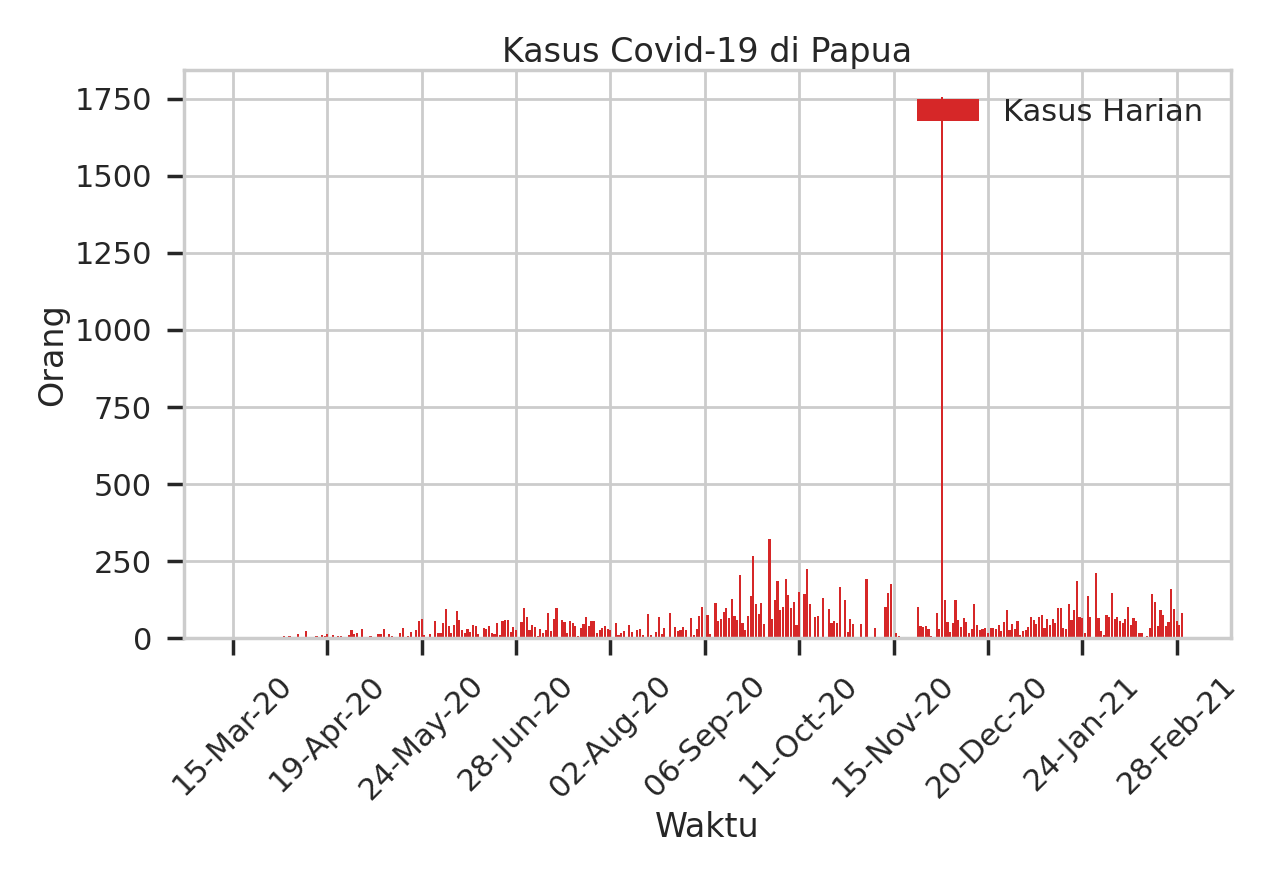 Kasus Covid-19 di Papua
Kasus Harian
Orang
1750
1500
1250
1000
750
500
250
0
15-Mar-20
19-Apr-20
24-May-20
28-Jun-20
02-Aug-20
06-Sep-20
11-Oct-20
15-Nov-20
20-Dec-20
24-Jan-21
28-Feb-21
Waktu